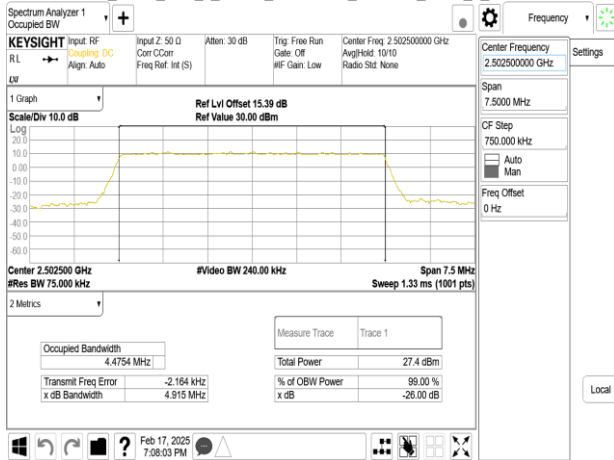 Spectrum Analyzer 1
Occupied BW
+
Frequency
KEYSIGHT
RL
LXI
Input: RF
Coupling: DC
Align: Auto
Input Z: 50 Ω
Corr CCorr
Freq Ref: Int (S)
Atten: 30 dB
Trig: Free Run
Gate: Off
#IF Gain: Low
Center Freq: 2.502500000 GHz
Avg|Hold: 10/10
Radio Std: None
Center Frequency
2.502500000 GHz
Settings
Span
7.5000 MHz
CF Step
750.000 kHz
Auto
Man
Freq Offset
0 Hz
1 Graph
Scale/Div 10.0 dB
Ref Lvl Offset 15.39 dB
Ref Value 30.00 dBm
Log
20.0
10.0
0.00
-10.0
-20.0
-30.0
-40.0
-50.0
-60.0
Center 2.502500 GHz
#Res BW 75.000 kHz
#Video BW 240.00 kHz
Span 7.5 MHz
Sweep 1.33 ms (1001 pts)
2 Metrics
Measure Trace
Trace 1
Occupied Bandwidth
4.4754 MHz
Total Power
27.4 dBm
Transmit Freq Error
-2.164 kHz
% of OBW Power
99.00 %
x dB Bandwidth
4.915 MHz
x dB
-26.00 dB
Local
?
Feb 17, 2025
7:08:03 PM